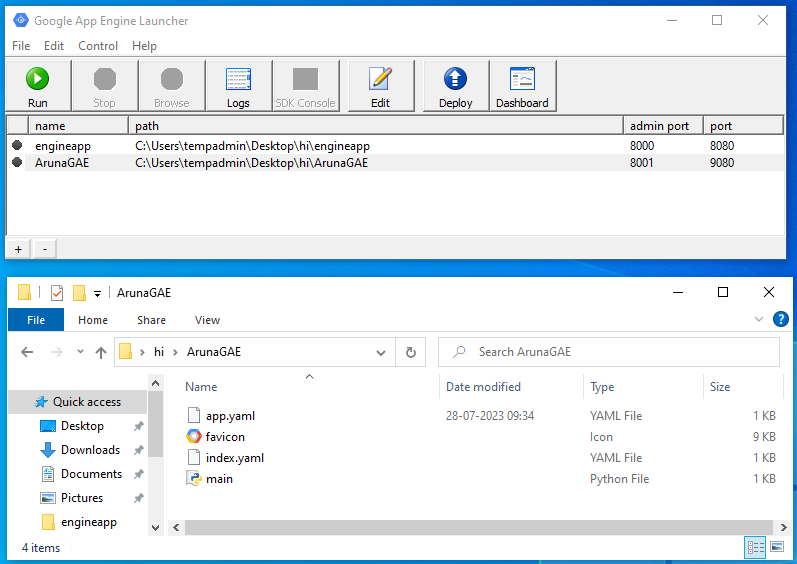 Google App Engine Launcher
File Edit Control Help
Run Stop Browse Logs SDK Console Edit Deploy Dashboard
name path admin port port
engineapp C:\Users\tempadmin\Desktop\hi\engineapp 8000 8080
ArunaGAE C:\Users\tempadmin\Desktop\hi\ArunaGAE 8001 9080
+ -
ArunaGAE
File Home Share View
hi ArunaGAE Search ArunaGAE
Name Date modified Type Size
Quick access
app.yaml 28-07-2023 09:34 YAML File 1 KB
Desktop
favicon Icon 9 KB
Downloads
index.yaml YAML File 1 KB
Documents
main Python File 1 KB
Pictures
engineapp
4 items